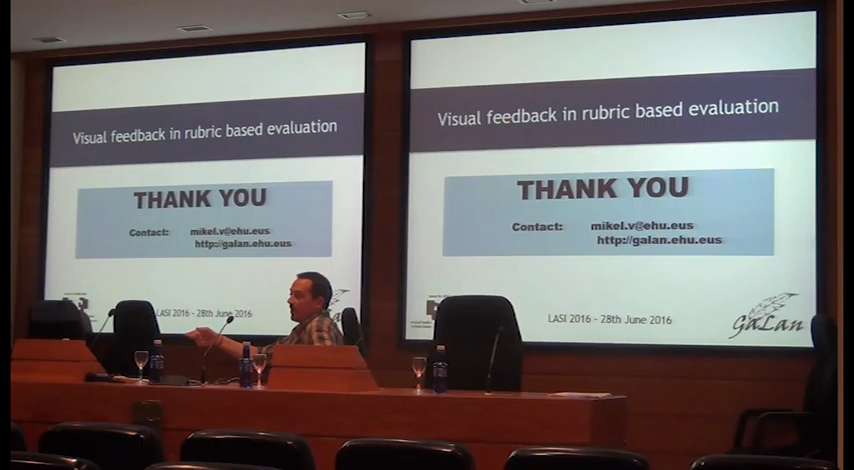 Visual feedback in rubric based evaluation
THANK YOU
Contact: mikel.v@ehu.eus
http://galan.ehu.eus
LASI 2016 - 28th June 2016
Visual feedback in rubric based evaluation
THANK YOU
Contact: mikel.v@ehu.eus
http://galan.ehu.eus
LASI 2016 - 28th June 2016
GaLan